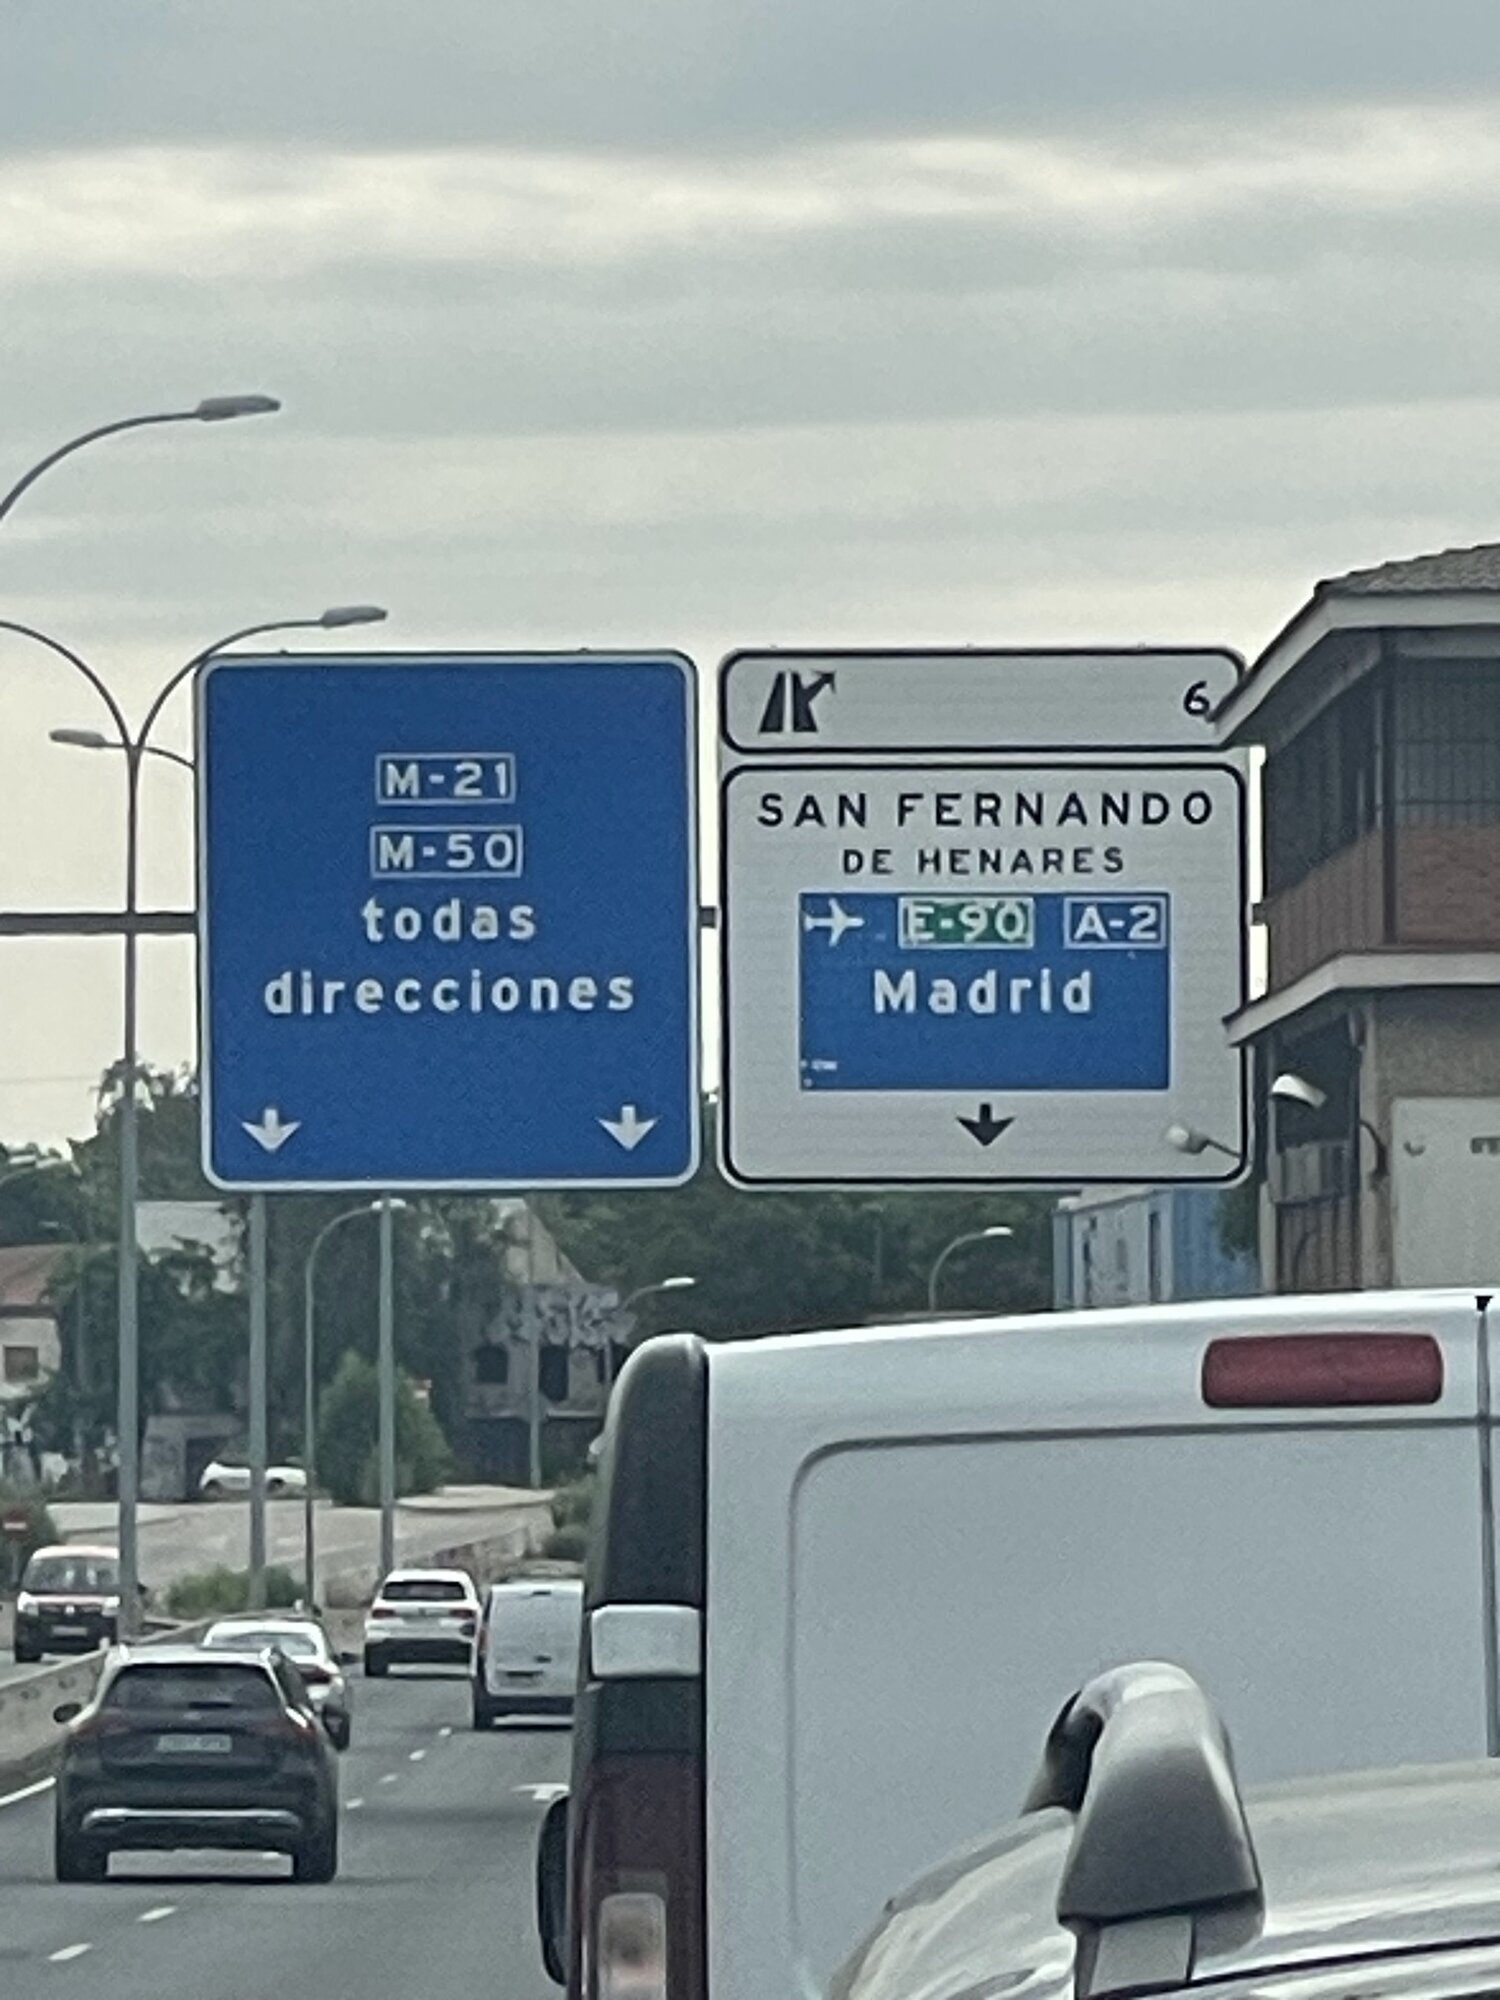 M-21
M-50
todas
direcciones
6
SAN FERNANDO
DE HENARES
E-90 A-2
Madrid